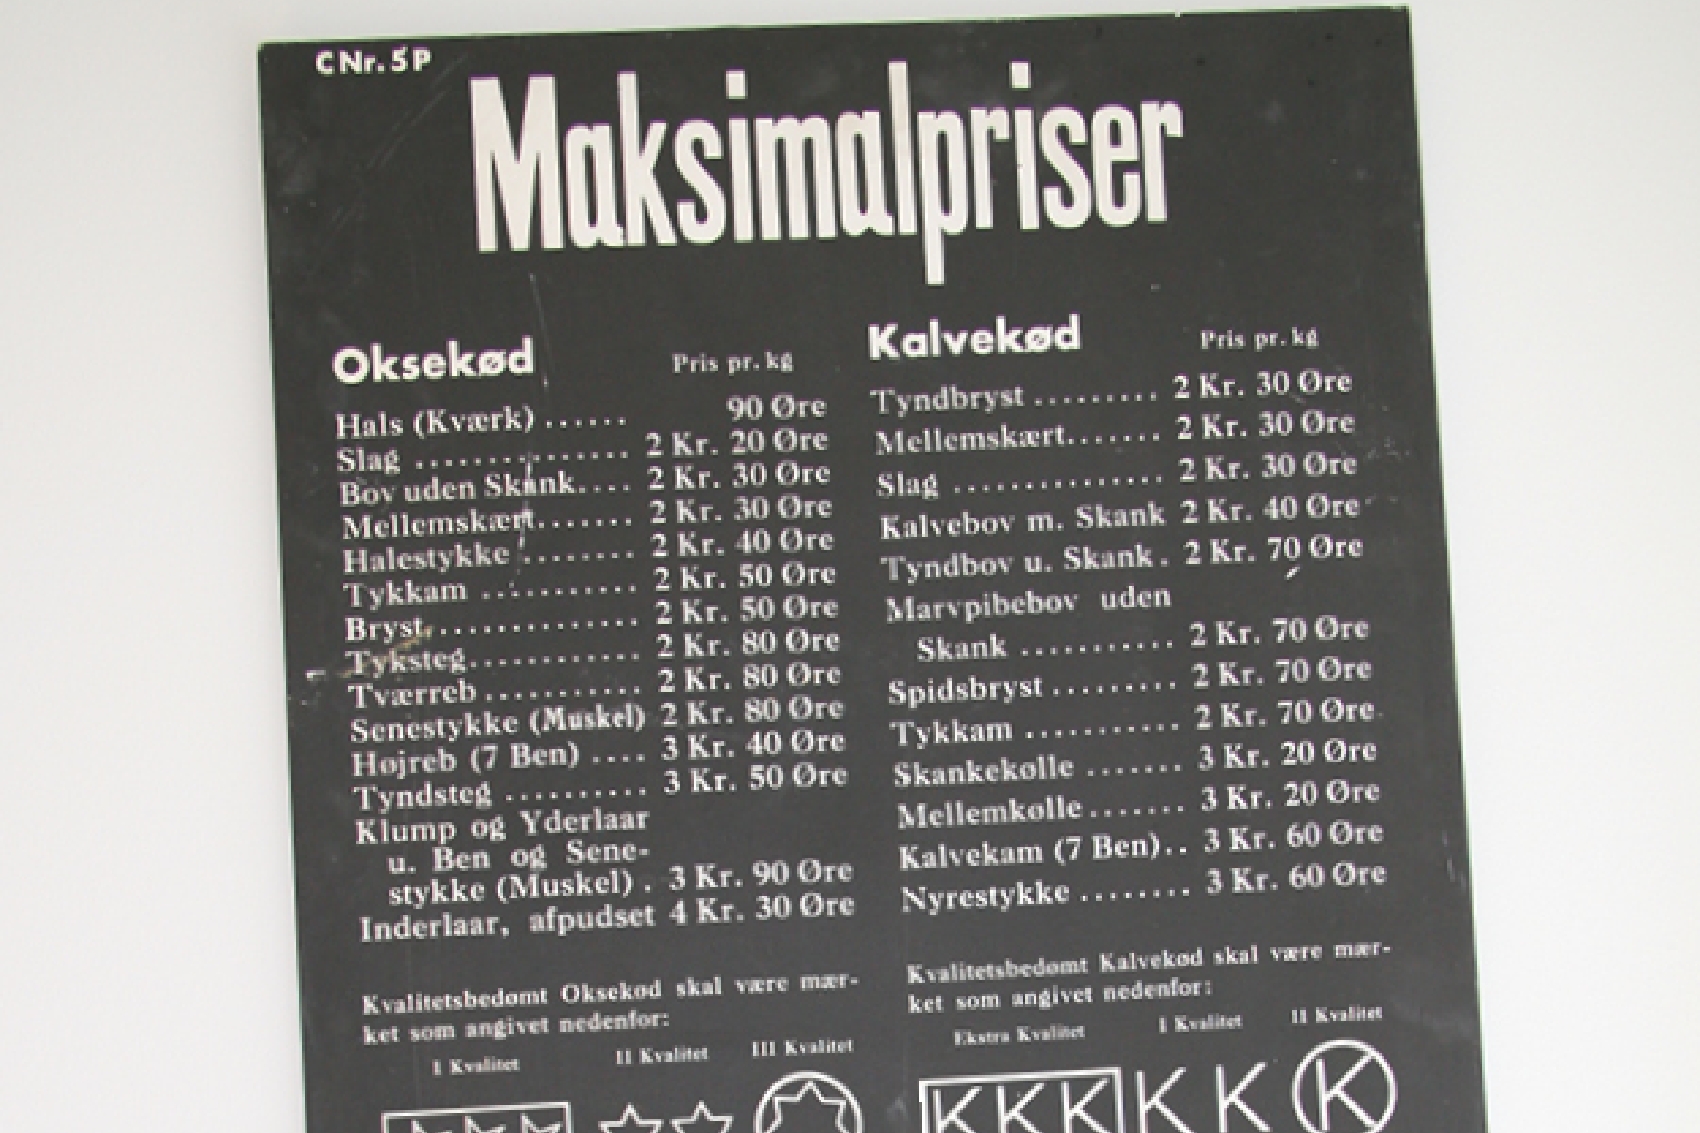 C Nr. 5 P
Maksimalpriser
Oksekød Pris pr. kg
Hals (Kværk) ...... 90 Øre
Slag ............... 2 Kr. 20 Øre
Bov uden Skank.... 2 Kr. 30 Øre
Mellemskært....... 2 Kr. 30 Øre
Halestykke ........ 2 Kr. 40 Øre
Tykkam ........... 2 Kr. 50 Øre
Bryst.............. 2 Kr. 50 Øre
Tyksteg............ 2 Kr. 80 Øre
Tværreb ........... 2 Kr. 80 Øre
Senestykke (Muskel) 2 Kr. 80 Øre
Højreb (7 Ben) .... 3 Kr. 40 Øre
Tyndsteg .......... 3 Kr. 50 Øre
Klump og Yderlaar
u. Ben og Sene-
stykke (Muskel) . 3 Kr. 90 Øre
Inderlaar, afpudset 4 Kr. 30 Øre
Kvalitetsbedømt Oksekød skal være mær-
ket som angivet nedenfor:
I Kvalitet II Kvalitet III Kvalitet
Kalvekød Pris pr. kg
Tyndbryst ......... 2 Kr. 30 Øre
Mellemskært....... 2 Kr. 30 Øre
Slag ............... 2 Kr. 30 Øre
Kalvebov m. Skank 2 Kr. 40 Øre
Tyndbov u. Skank . 2 Kr. 70 Øre
Marvpibebov uden
Skank ........... 2 Kr. 70 Øre
Spidsbryst ......... 2 Kr. 70 Øre
Tykkam ........... 2 Kr. 70 Øre
Skankekølle ....... 3 Kr. 20 Øre
Mellemkølle ....... 3 Kr. 20 Øre
Kalvekam (7 Ben).. 3 Kr. 60 Øre
Nyrestykke ........ 3 Kr. 60 Øre
Kvalitetsbedømt Kalvekød skal være mær-
ket som angivet nedenfor:
Ekstra Kvalitet I Kvalitet II Kvalitet
KKK K K K